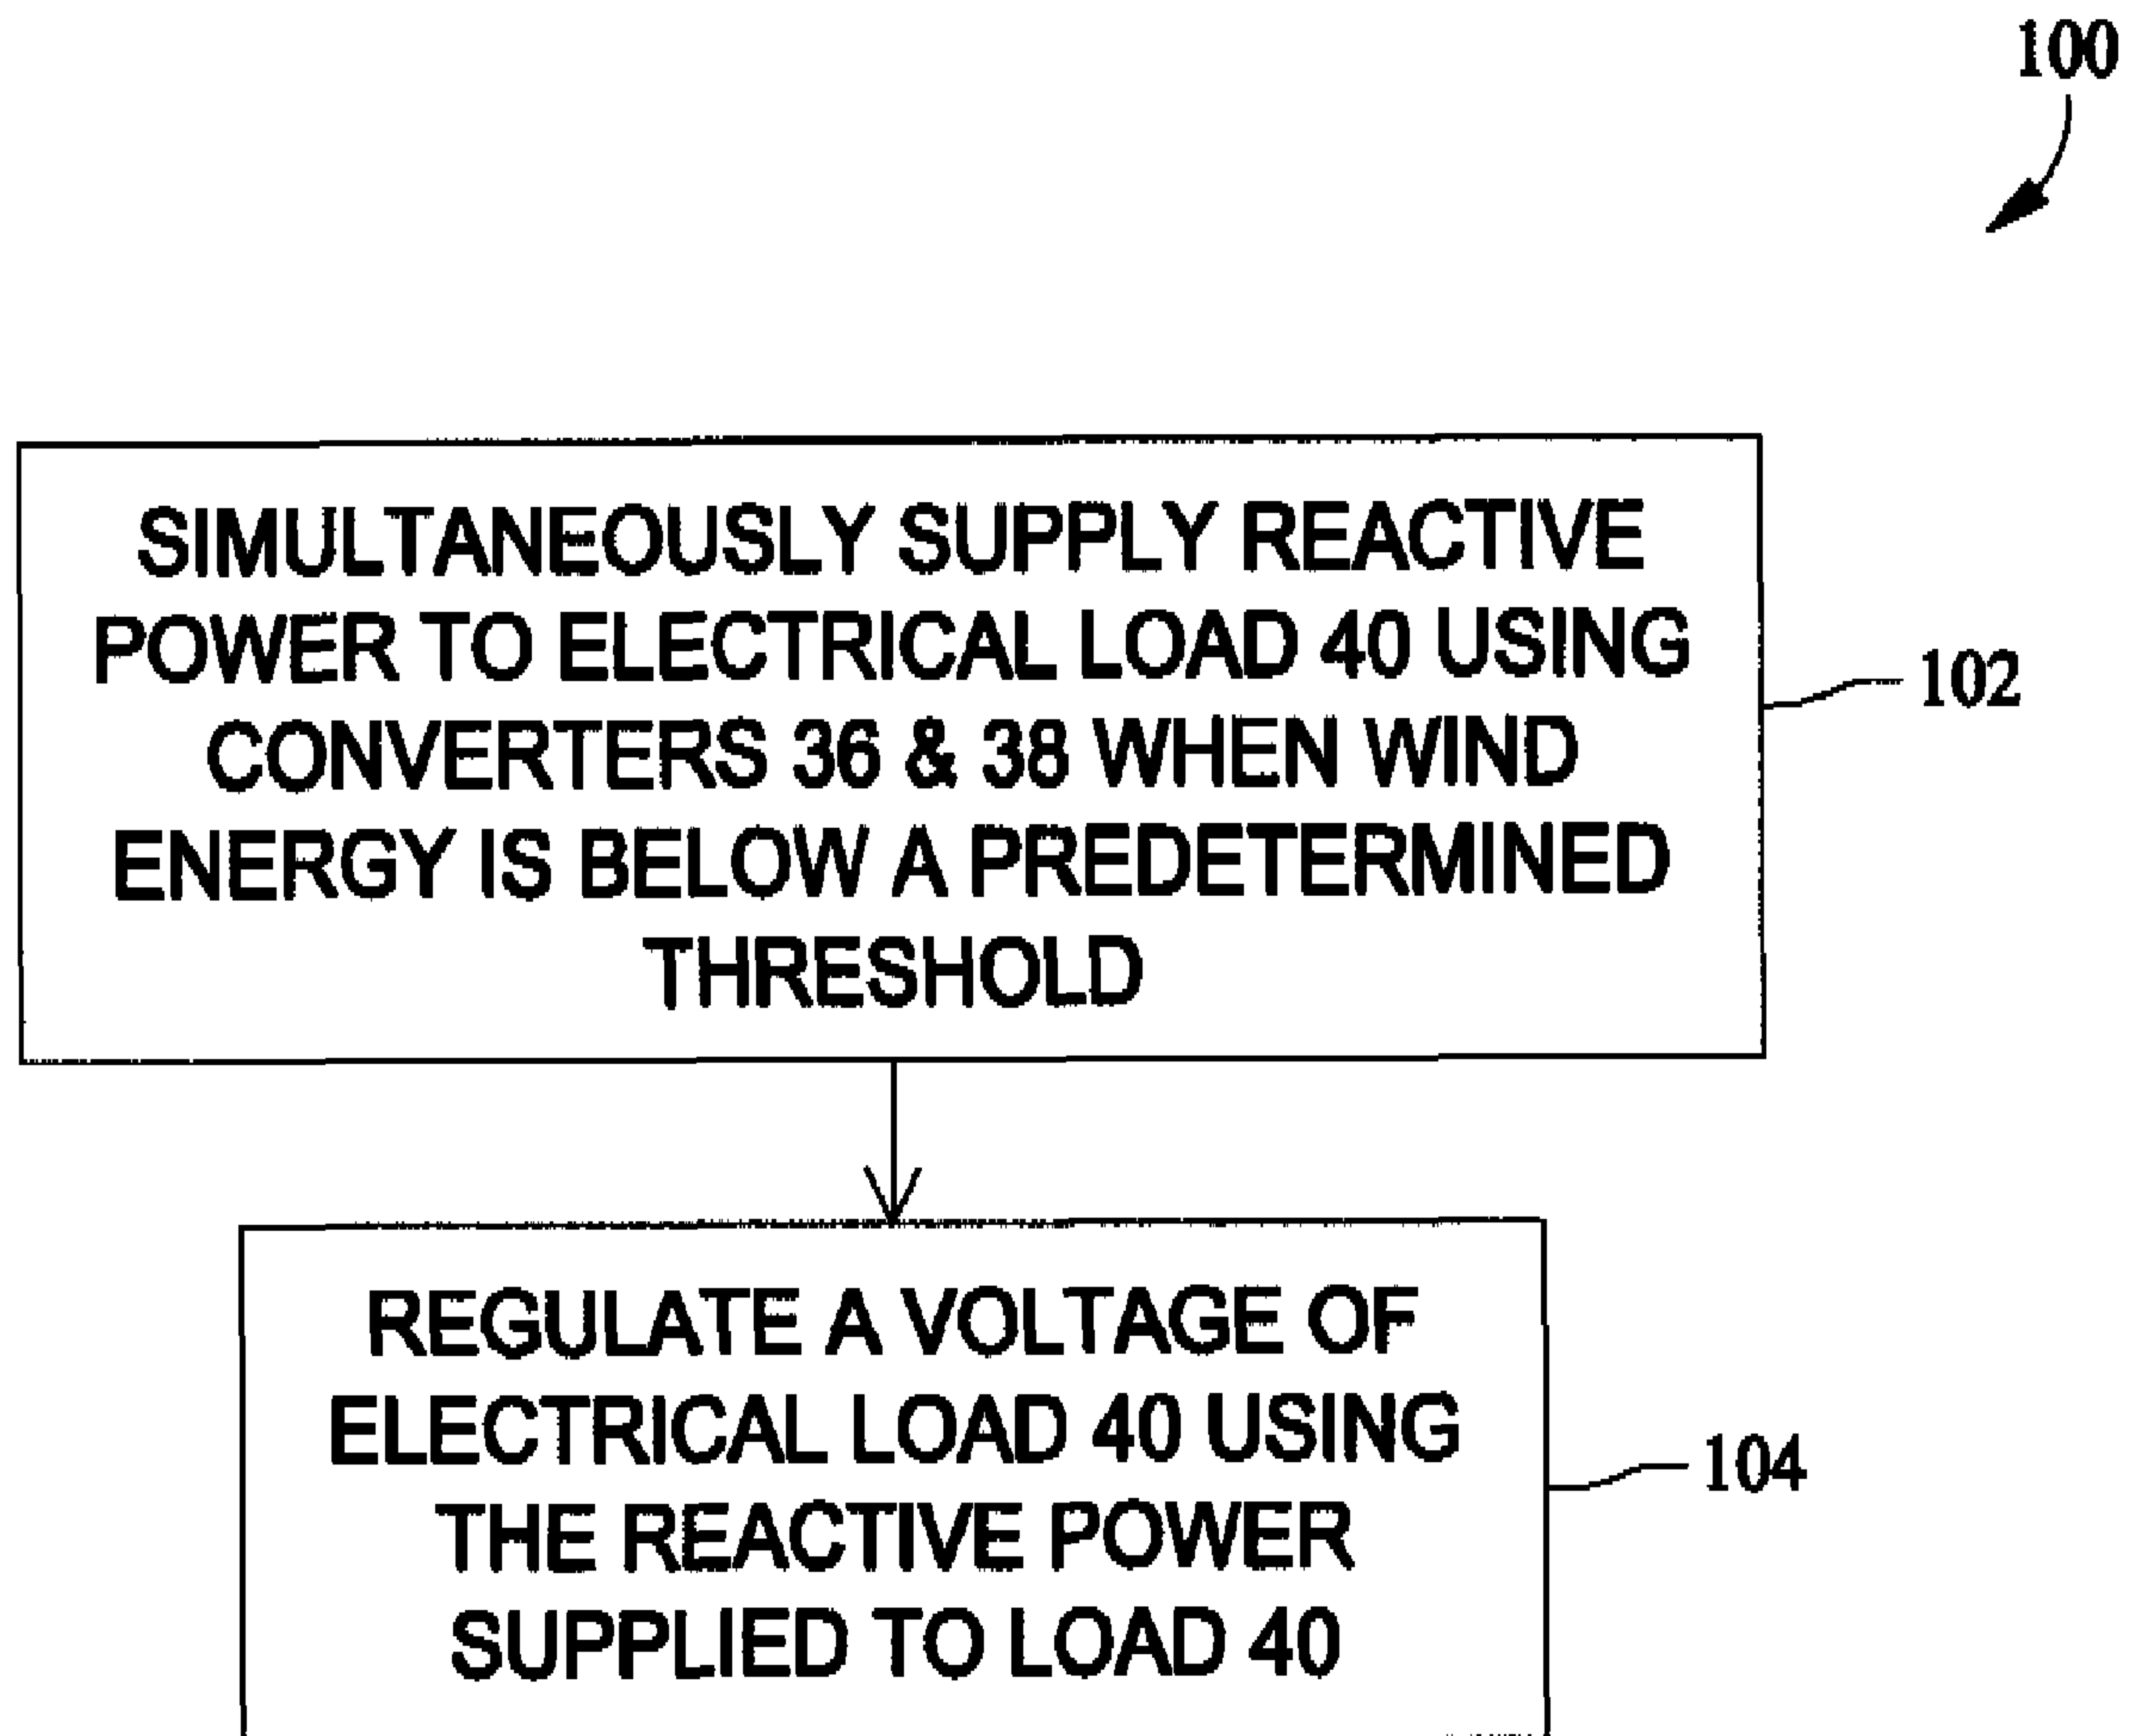 100
SIMULTANEOUSLY SUPPLY REACTIVE
POWER TO ELECTRICAL LOAD 40 USING
CONVERTERS 36 & 38 WHEN WIND
ENERGY IS BELOW A PREDETERMINED
THRESHOLD
102
REGULATE A VOLTAGE OF
ELECTRICAL LOAD 40 USING
THE REACTIVE POWER
SUPPLIED TO LOAD 40
104